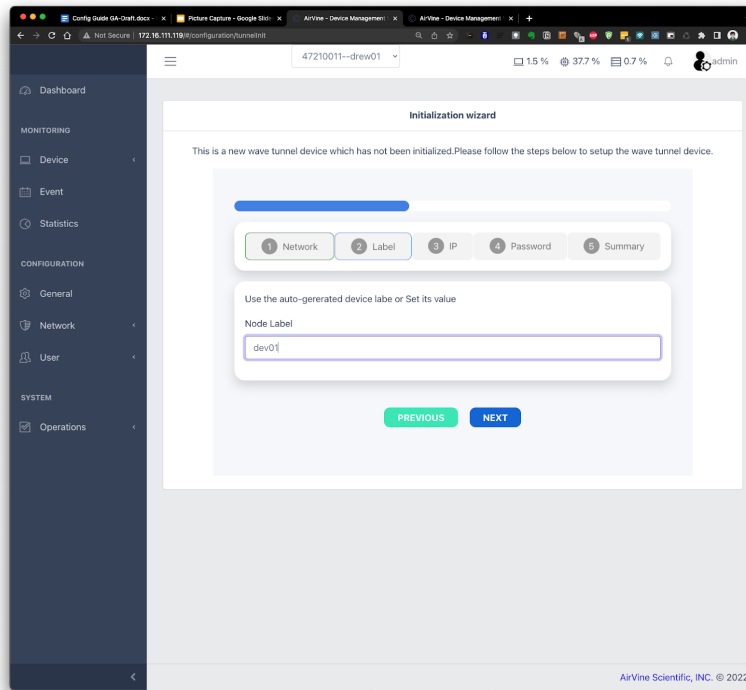 Config Guide GA-Draft.docx -
Picture Capture - Google Slide
AirVine - Device Management
AirVine - Device Management
Not Secure | 172.16.111.119/#/configuration/tunnelInit
47210011--drew01
1.5 %
37.7 %
0.7 %
admin
Dashboard
MONITORING
Device
Event
Statistics
CONFIGURATION
General
Network
User
SYSTEM
Operations
Initialization wizard
This is a new wave tunnel device which has not been initialized.Please follow the steps below to setup the wave tunnel device.
1 Network
2 Label
3 IP
4 Password
5 Summary
Use the auto-gererated device labe or Set its value
Node Label
dev01
PREVIOUS
NEXT
AirVine Scientific, INC. © 2022